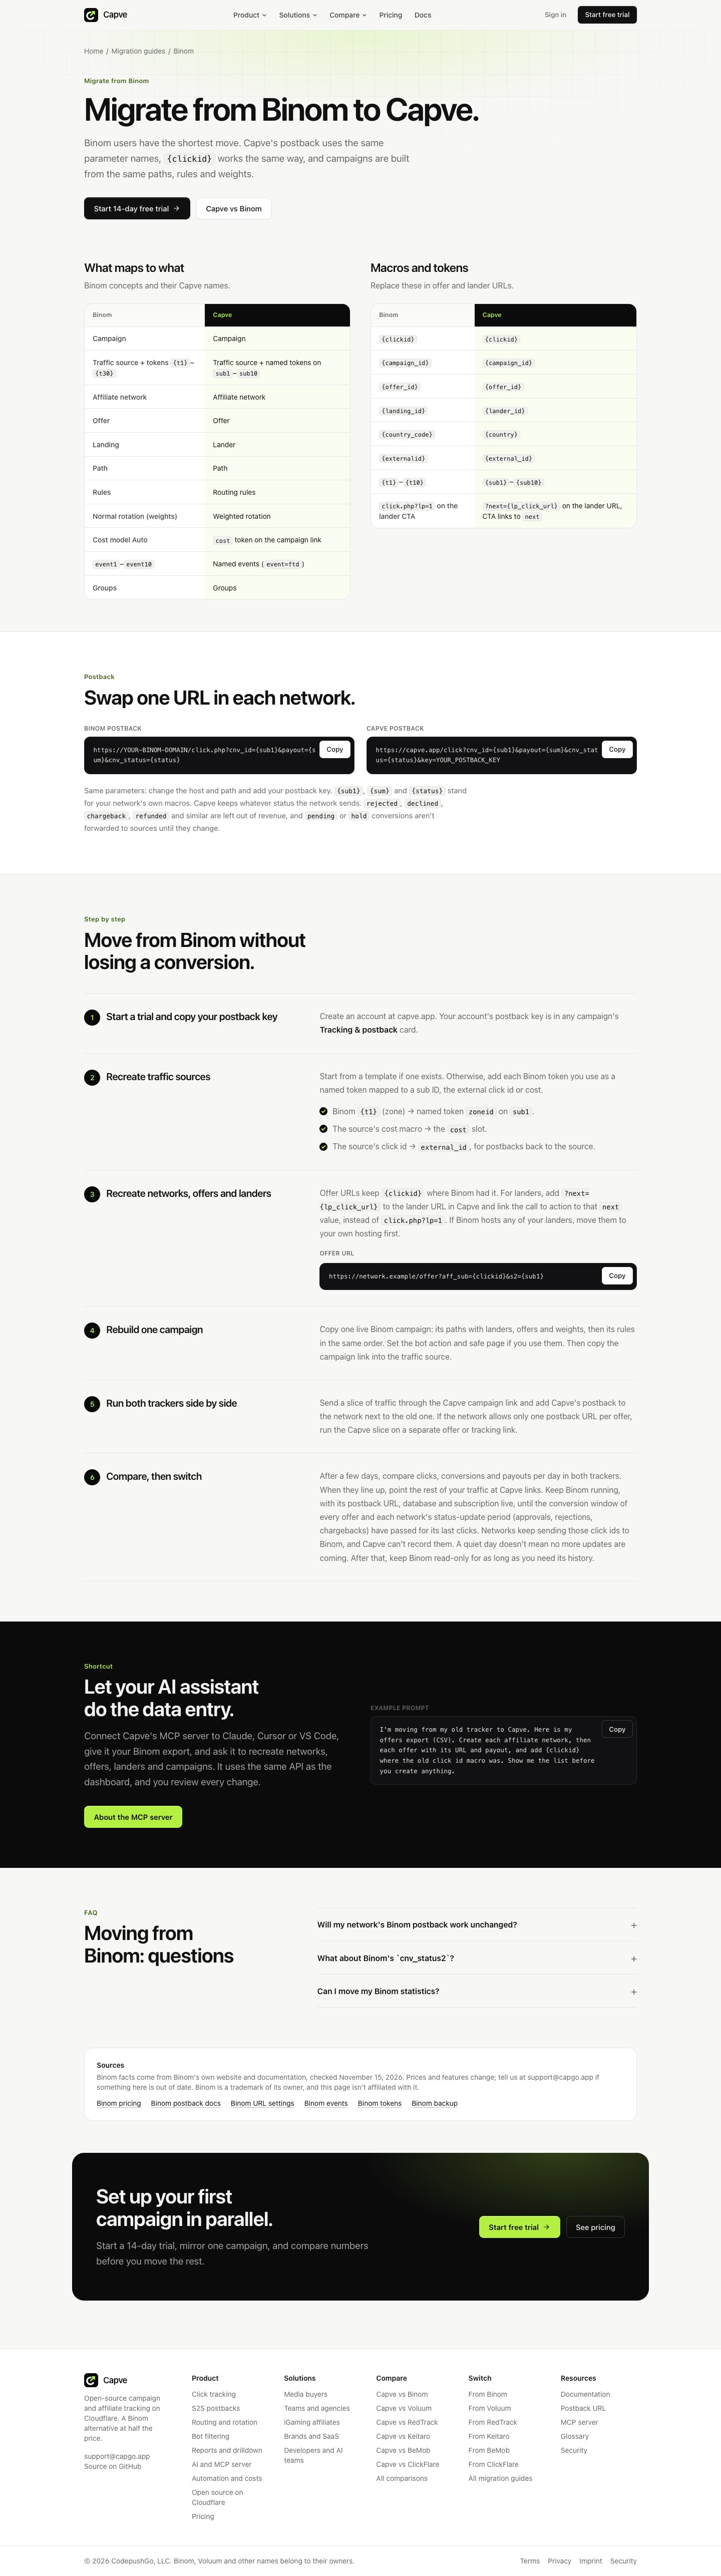 Capve
Product
Solutions
Compare
Pricing
Docs
Sign in
Start free trial
Home / Migration guides / Binom
Migrate from Binom
Migrate from Binom to Capve.
Binom users have the shortest move. Capve's postback uses the same
parameter names, {clickid} works the same way, and campaigns are built
from the same paths, rules and weights.
Start 14-day free trial →
Capve vs Binom
What maps to what
Binom concepts and their Capve names.
Binom Capve
Campaign Campaign
Traffic source + tokens {t1} – {t30} Traffic source + named tokens on sub1 – sub10
Affiliate network Affiliate network
Offer Offer
Landing Lander
Path Path
Rules Routing rules
Normal rotation (weights) Weighted rotation
Cost model Auto cost token on the campaign link
event1 – event10 Named events ( event=ftd )
Groups Groups
Macros and tokens
Replace these in offer and lander URLs.
Binom Capve
{clickid} {clickid}
{campaign_id} {campaign_id}
{offer_id} {offer_id}
{landing_id} {lander_id}
{country_code} {country}
{externalid} {external_id}
{t1} – {t10} {sub1} – {sub10}
click.php?lp=1 on the lander CTA ?next={lp_click_url} on the lander URL, CTA links to next
Postback
Swap one URL in each network.
BINOM POSTBACK
https://YOUR-BINOM-DOMAIN/click.php?cnv_id={sub1}&payout={s
um}&cnv_status={status}
Copy
CAPVE POSTBACK
https://capve.app/click?cnv_id={sub1}&payout={sum}&cnv_stat
us={status}&key=YOUR_POSTBACK_KEY
Copy
Same parameters: change the host and path and add your postback key. {sub1}, {sum} and {status} stand
for your network's own macros. Capve keeps whatever status the network sends. rejected, declined,
chargeback, refunded and similar are left out of revenue, and pending or hold conversions aren't
forwarded to sources until they change.
Step by step
Move from Binom without
losing a conversion.
1 Start a trial and copy your postback key
Create an account at capve.app. Your account's postback key is in any campaign's
Tracking & postback card.
2 Recreate traffic sources
Start from a template if one exists. Otherwise, add each Binom token you use as a
named token mapped to a sub ID, the external click id or cost.
Binom {t1} (zone) → named token zoneid on sub1.
The source's cost macro → the cost slot.
The source's click id → external_id, for postbacks back to the source.
3 Recreate networks, offers and landers
Offer URLs keep {clickid} where Binom had it. For landers, add ?next=
{lp_click_url} to the lander URL in Capve and link the call to action to that next
value, instead of click.php?lp=1. If Binom hosts any of your landers, move them to
your own hosting first.
OFFER URL
https://network.example/offer?aff_sub={clickid}&s2={sub1}
Copy
4 Rebuild one campaign
Copy one live Binom campaign: its paths with landers, offers and weights, then its rules
in the same order. Set the bot action and safe page if you use them. Then copy the
campaign link into the traffic source.
5 Run both trackers side by side
Send a slice of traffic through the Capve campaign link and add Capve's postback to
the network next to the old one. If the network allows only one postback URL per offer,
run the Capve slice on a separate offer or tracking link.
6 Compare, then switch
After a few days, compare clicks, conversions and payouts per day in both trackers.
When they line up, point the rest of your traffic at Capve links. Keep Binom running,
with its postback URL, database and subscription live, until the conversion window of
every offer and each network's status-update period (approvals, rejections,
chargebacks) have passed for its last clicks. Networks keep sending those click ids to
Binom, and Capve can't record them. A quiet day doesn't mean no more updates are
coming. After that, keep Binom read-only for as long as you need its history.
Shortcut
Let your AI assistant
do the data entry.
Connect Capve's MCP server to Claude, Cursor or VS Code,
give it your Binom export, and ask it to recreate networks,
offers, landers and campaigns. It uses the same API as the
dashboard, and you review every change.
About the MCP server
EXAMPLE PROMPT
I'm moving from my old tracker to Capve. Here is my
offers export (CSV). Create each affiliate network, then
each offer with its URL and payout, and add {clickid}
where the old click id macro was. Show me the list before
you create anything.
Copy
FAQ
Moving from
Binom: questions
Will my network's Binom postback work unchanged? +
What about Binom's `cnv_status2`? +
Can I move my Binom statistics? +
Sources
Binom facts come from Binom's own website and documentation, checked November 15, 2026. Prices and features change; tell us at support@capgo.app if
something here is out of date. Binom is a trademark of its owner, and this page isn't affiliated with it.
Binom pricing Binom postback docs Binom URL settings Binom events Binom tokens Binom backup
Set up your first
campaign in parallel.
Start a 14-day trial, mirror one campaign, and compare numbers
before you move the rest.
Start free trial →
See pricing
Capve
Open-source campaign
and affiliate tracking on
Cloudflare. A Binom
alternative at half the
price.
support@capgo.app
Source on GitHub
Product
Click tracking
S2S postbacks
Routing and rotation
Bot filtering
Reports and drilldown
AI and MCP server
Automation and costs
Open source on
Cloudflare
Pricing
Solutions
Media buyers
Teams and agencies
iGaming affiliates
Brands and SaaS
Developers and AI
teams
Compare
Capve vs Binom
Capve vs Voluum
Capve vs RedTrack
Capve vs Keitaro
Capve vs BeMob
Capve vs ClickFlare
All comparisons
Switch
From Binom
From Voluum
From RedTrack
From Keitaro
From BeMob
From ClickFlare
All migration guides
Resources
Documentation
Postback URL
MCP server
Glossary
Security
© 2026 CodepushGo, LLC. Binom, Voluum and other names belong to their owners.
Terms Privacy Imprint Security